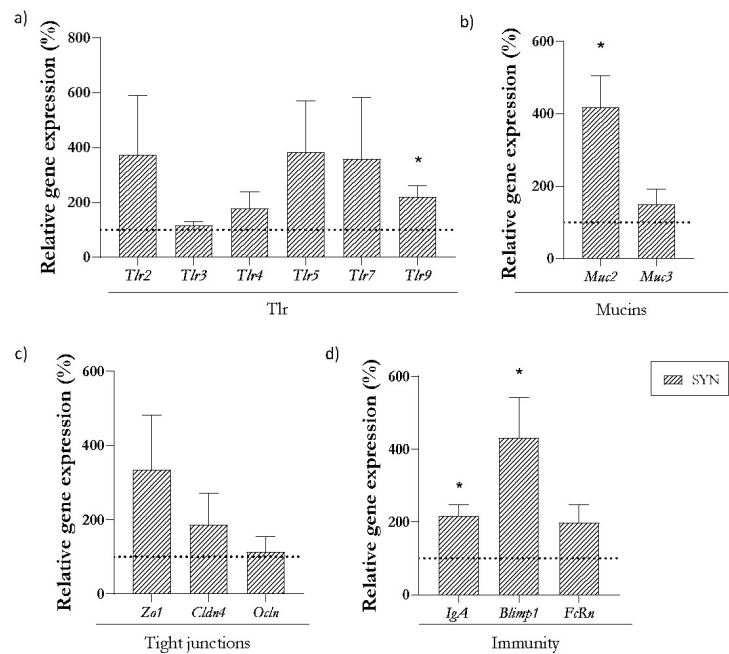 a)
Relative gene expression (%)
800
600
400
200
0
Tlr2 Tlr3 Tlr4 Tlr5 Tlr7 Tlr9
*
Tlr
b)
Relative gene expression (%)
600
400
200
0
*
Muc2 Muc3
Mucins
c)
Relative gene expression (%)
600
400
200
0
Zo1 Cldn4 Ocln
Tight junctions
d)
Relative gene expression (%)
600
400
200
0
* *
IgA Blimp1 FcRn
Immunity
SYN